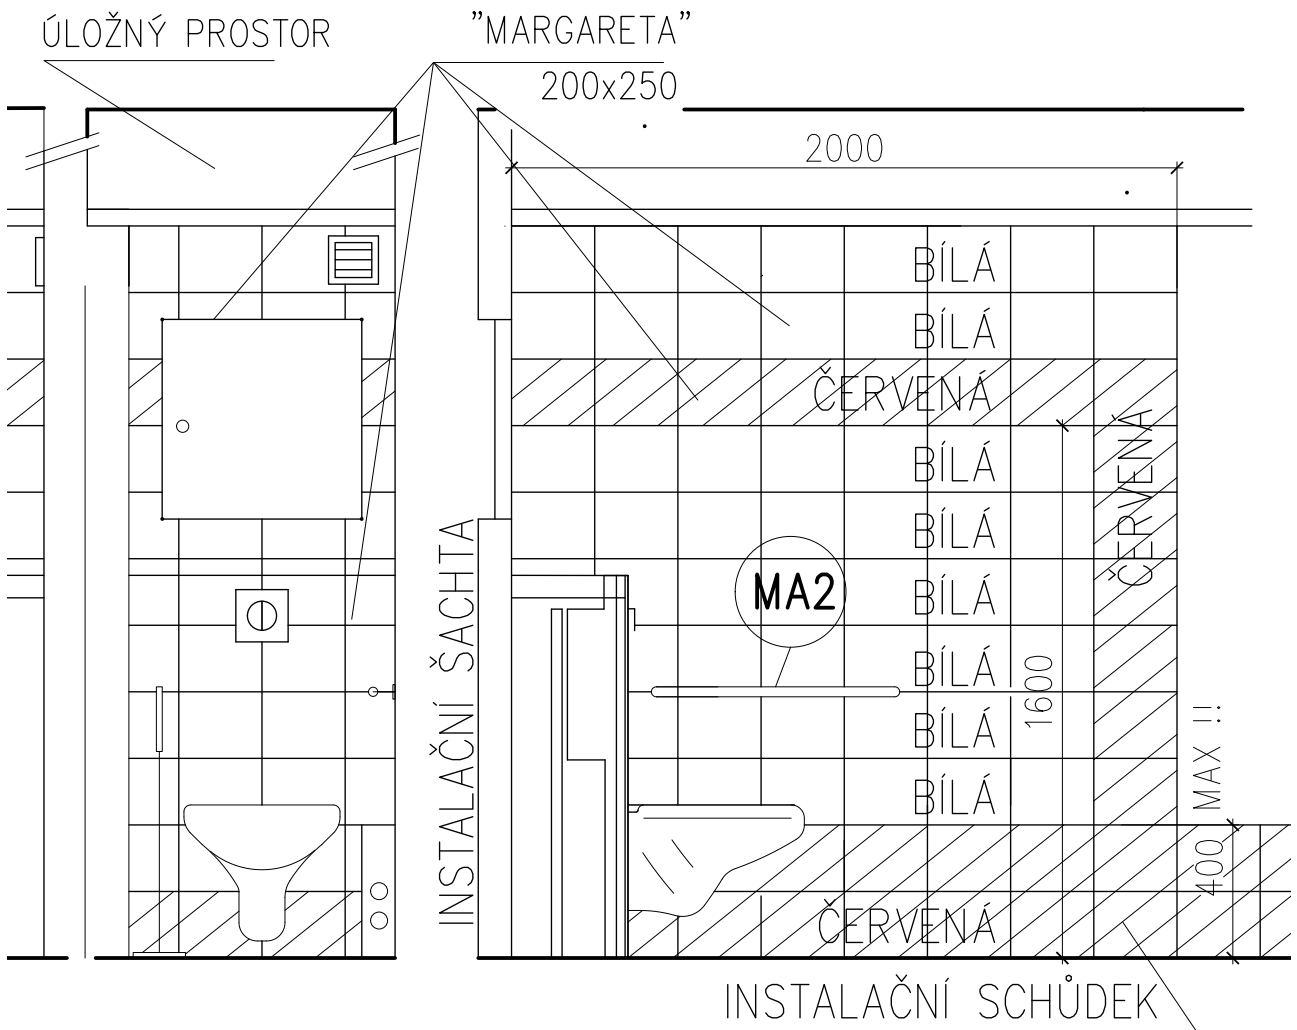 ÚLOŽNÝ PROSTOR
”MARGARETA”
200x250
2000
BÍLÁ
BÍLÁ
ČERVENÁ
BÍLÁ
ČERVENÁ
BÍLÁ
BÍLÁ
MA2
INSTALAČNÍ ŠACHTA
BÍLÁ
1600
BÍLÁ
MAX !!
BÍLÁ
400
ČERVENÁ
INSTALAČNÍ SCHŮDEK